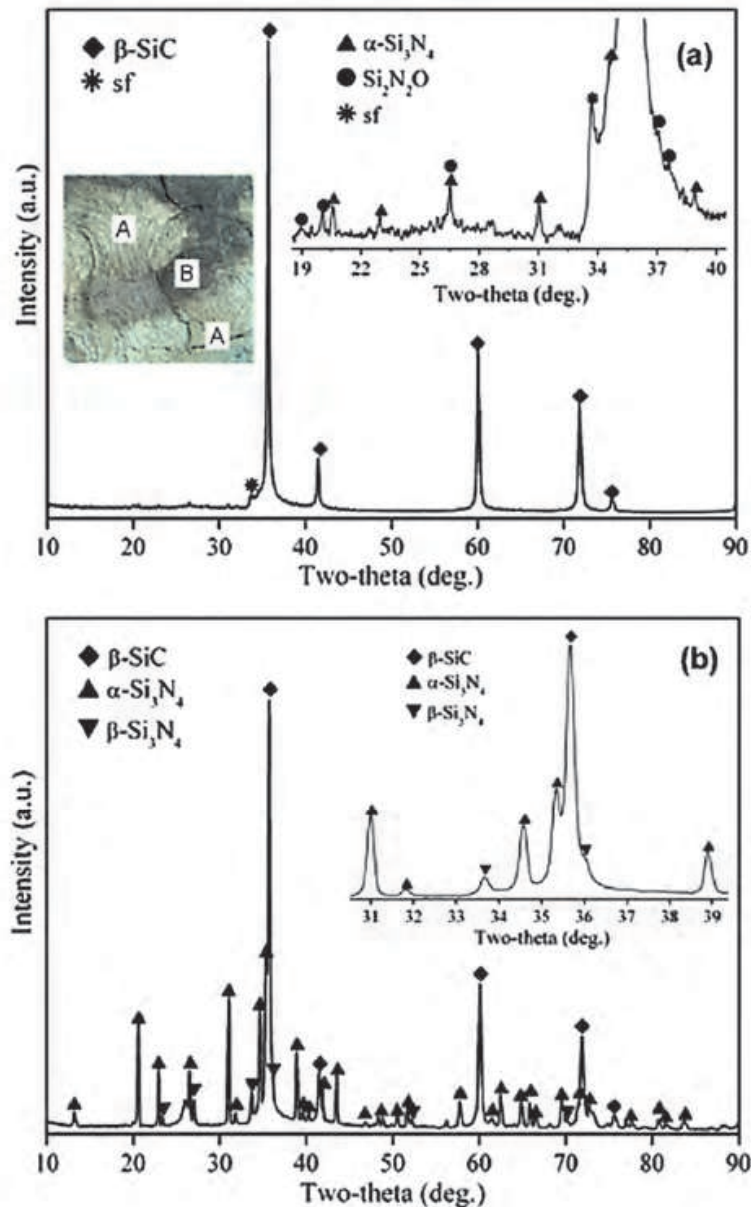 (a)
◆ β-SiC
✱ sf
▲ α-Si₃N₄
● Si₂N₂O
✱ sf
A
B
A
19 22 25 28 31 34 37 40
Two-theta (deg.)
Intensity (a.u.)
10 20 30 40 50 60 70 80 90
Two-theta (deg.)
(b)
◆ β-SiC
▲ α-Si₃N₄
▼ β-Si₃N₄
◆ β-SiC
▲ α-Si₃N₄
▼ β-Si₃N₄
31 32 33 34 35 36 37 38 39
Two-theta (deg.)
Intensity (a.u.)
10 20 30 40 50 60 70 80 90
Two-theta (deg.)